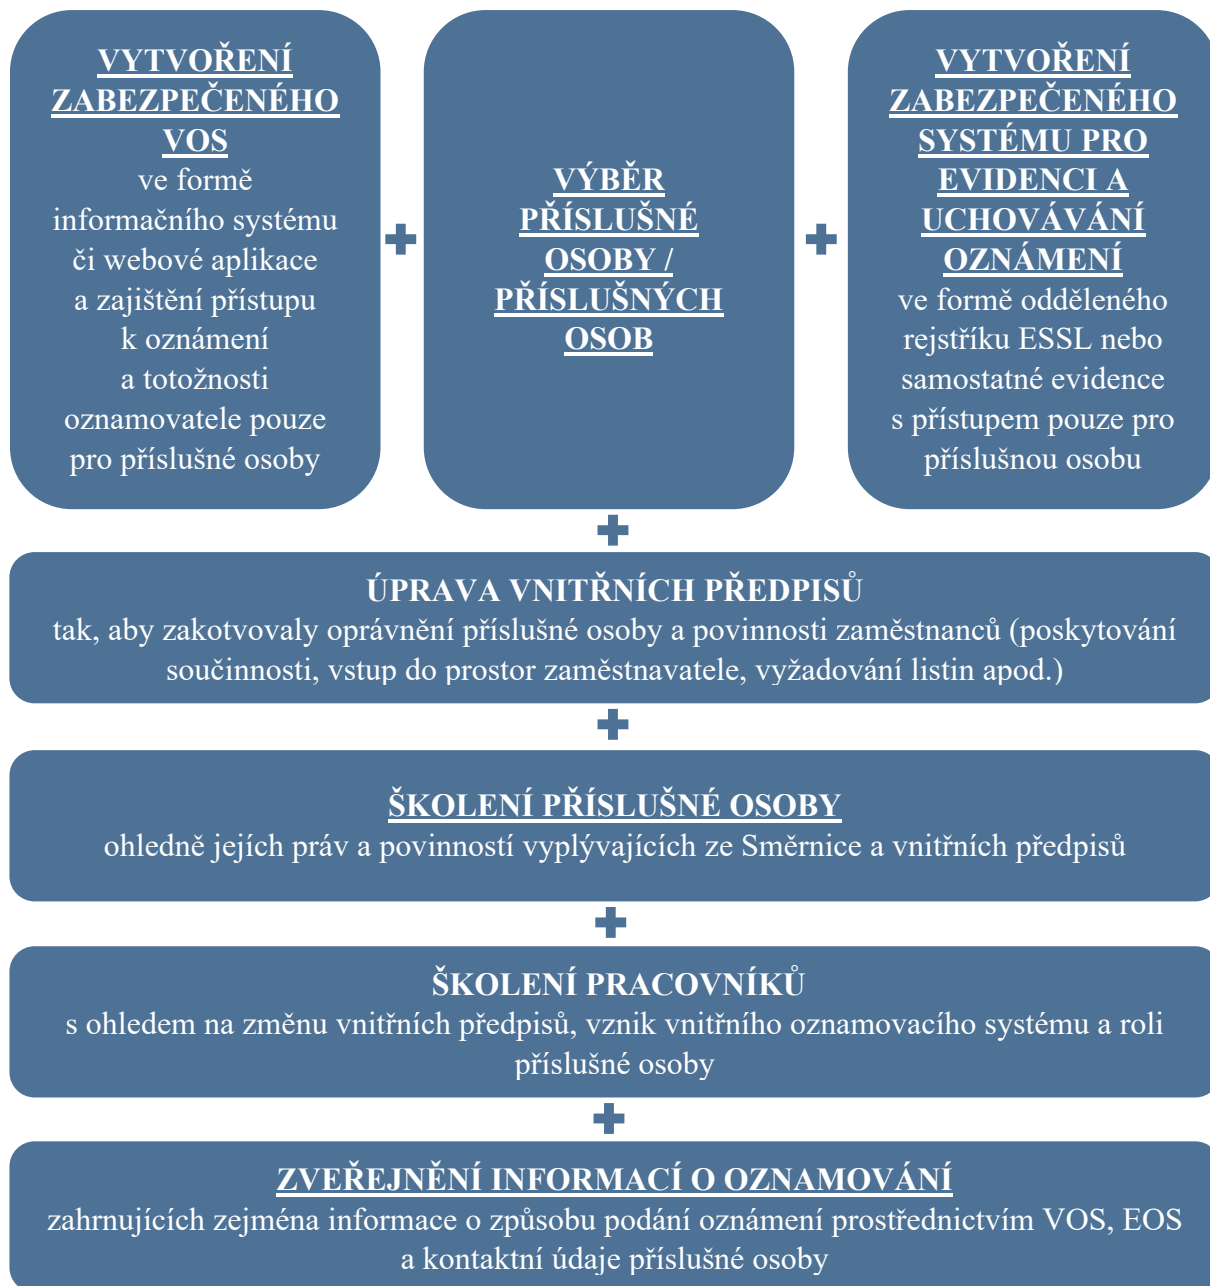 VYTVOŘENÍ
ZABEZPEČENÉHO
VOS
ve formě
informačního systému
či webové aplikace
a zajištění přístupu
k oznámení
a totožnosti
oznamovatele pouze
pro příslušné osoby
VÝBĚR
PŘÍSLUŠNÉ
OSOBY /
PŘÍSLUŠNÝCH
OSOB
VYTVOŘENÍ
ZABEZPEČENÉHO
SYSTÉMU PRO
EVIDENCI A
UCHOVÁVÁNÍ
OZNÁMENÍ
ve formě odděleného
rejstříku ESSL nebo
samostatné evidence
s přístupem pouze pro
příslušnou osobu
ÚPRAVA VNITŘNÍCH PŘEDPISŮ
tak, aby zakotvovaly oprávnění příslušné osoby a povinnosti zaměstnanců (poskytování
součinnosti, vstup do prostor zaměstnavatele, vyžadování listin apod.)
ŠKOLENÍ PŘÍSLUŠNÉ OSOBY
ohledně jejích práv a povinností vyplývajících ze Směrnice a vnitřních předpisů
ŠKOLENÍ PRACOVNÍKŮ
s ohledem na změnu vnitřních předpisů, vznik vnitřního oznamovacího systému a roli
příslušné osoby
ZVEŘEJNĚNÍ INFORMACÍ O OZNAMOVÁNÍ
zahrnujících zejména informace o způsobu podání oznámení prostřednictvím VOS, EOS
a kontaktní údaje příslušné osoby